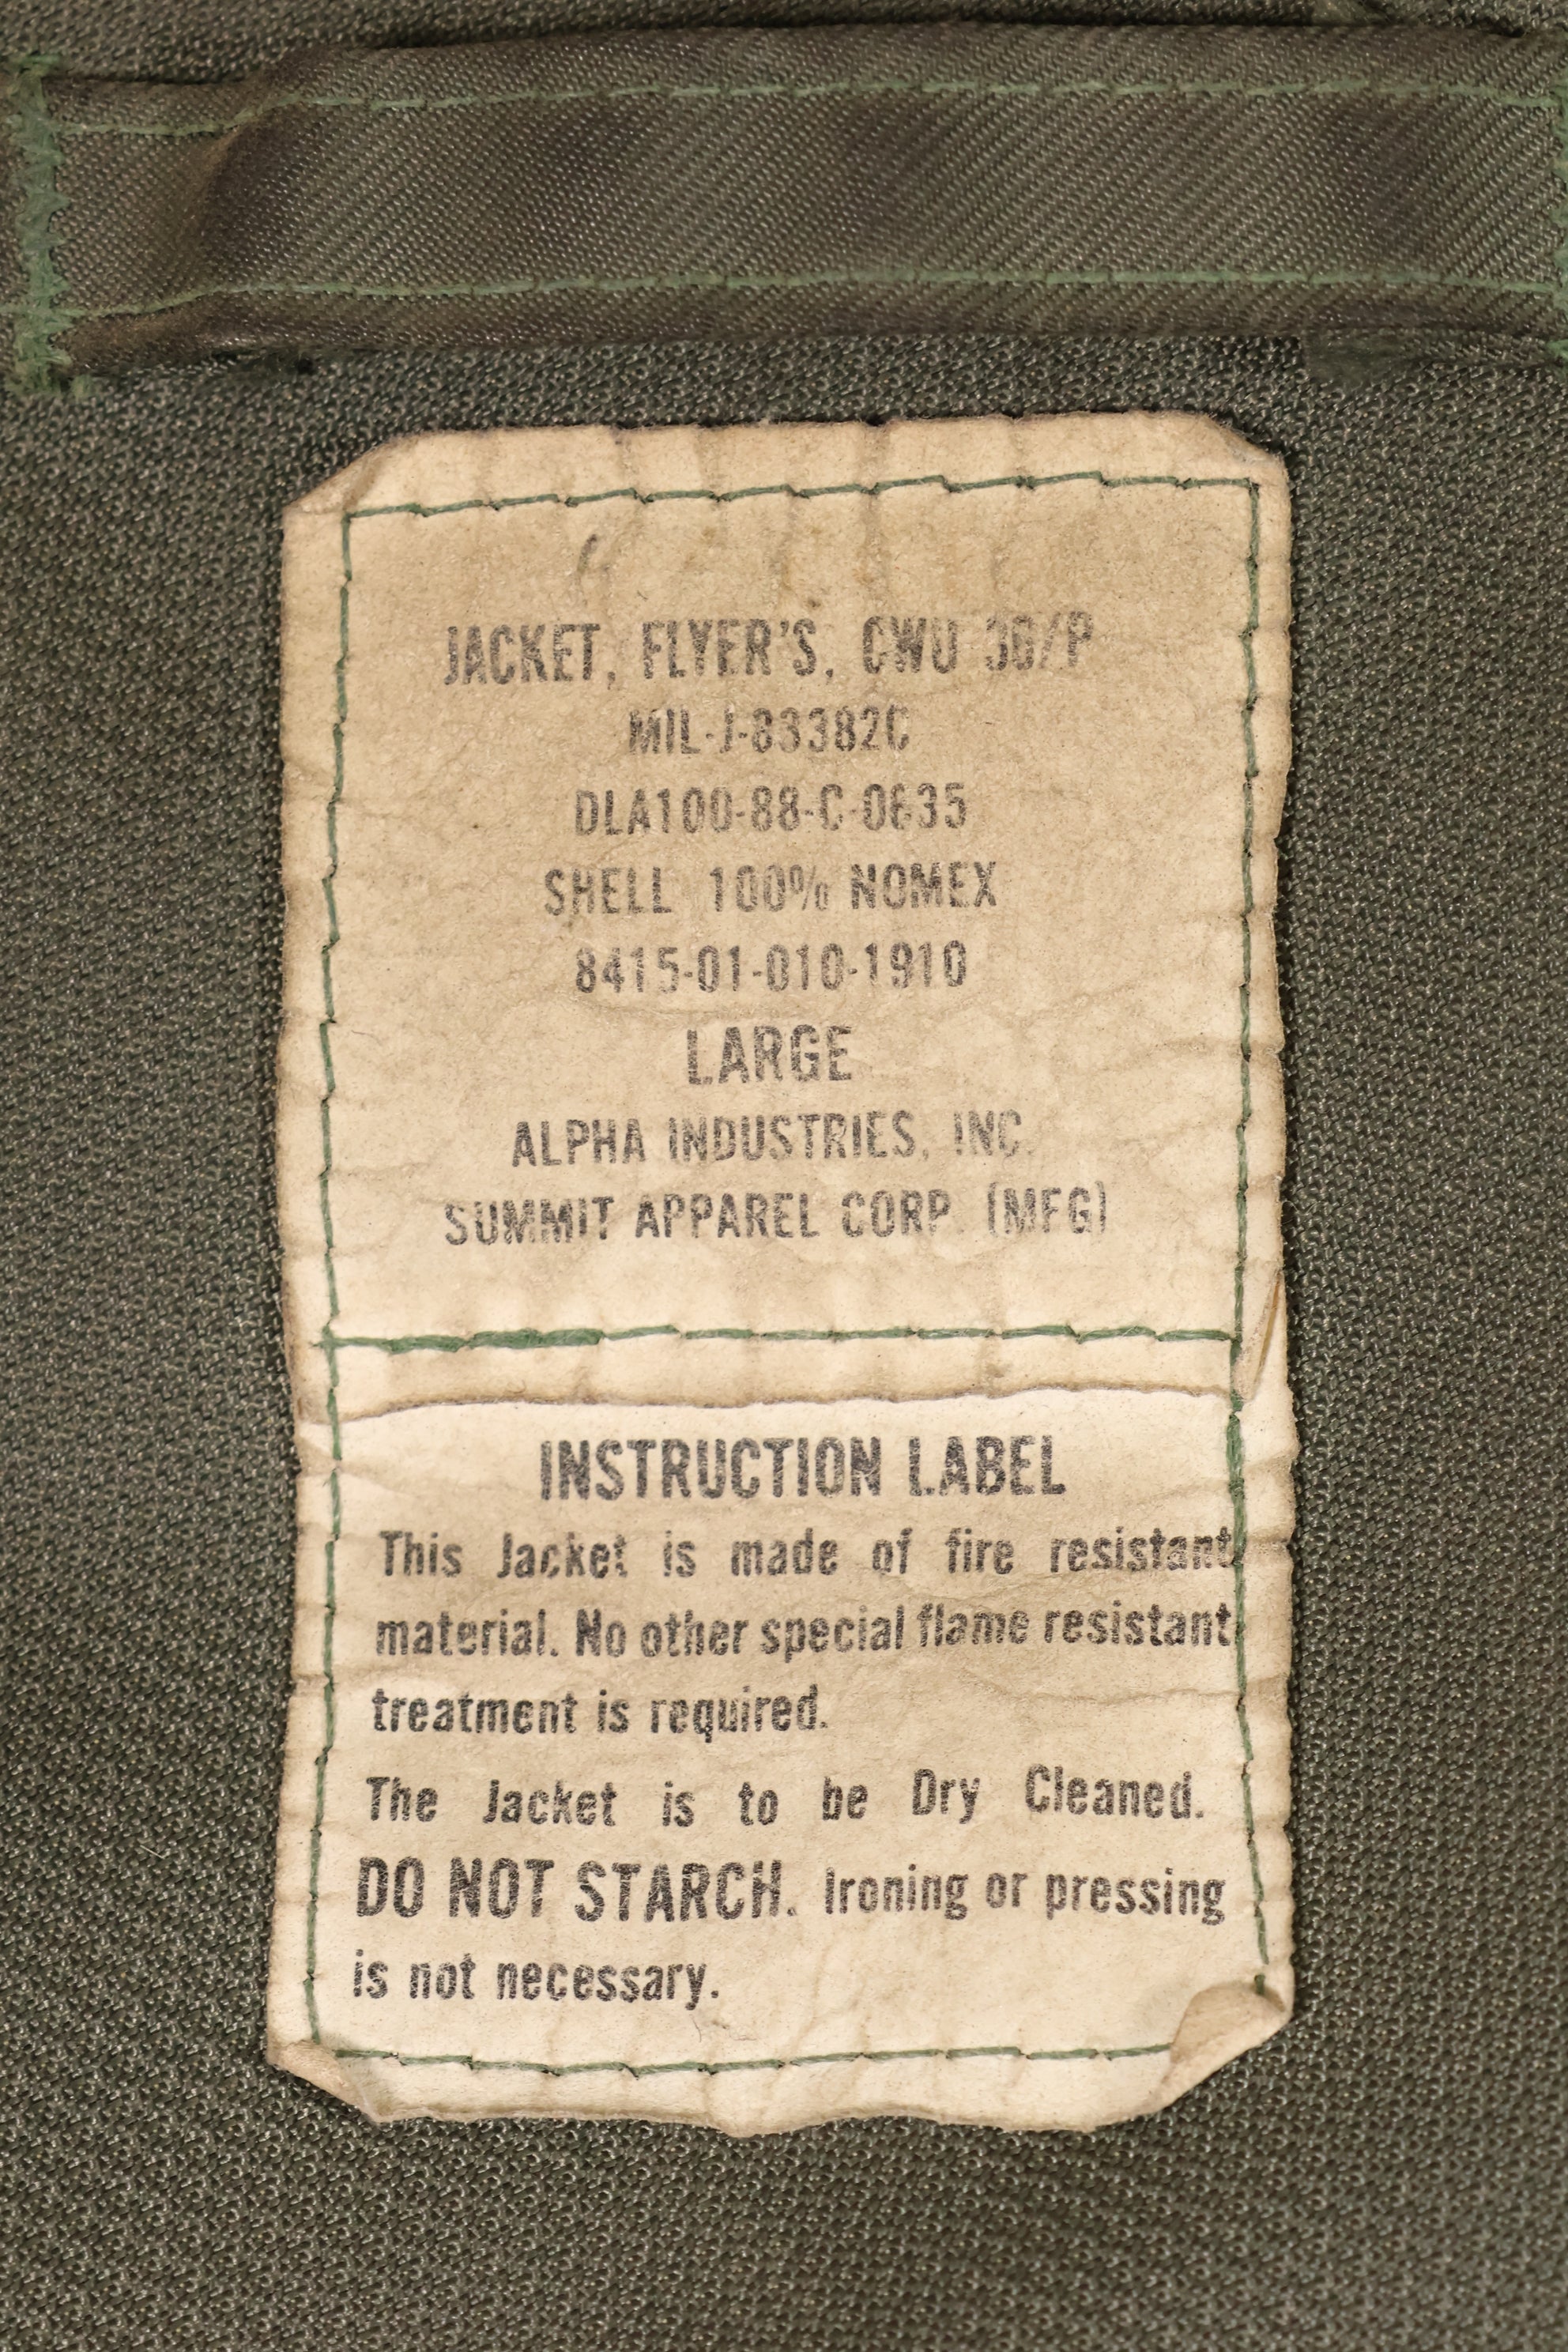 JACKET, FLYER'S, CWU 36/P
MIL-J-83382C
DLA100-88-C-0635
SHELL 100% NOMEX
8415-01-010-1910
LARGE
ALPHA INDUSTRIES, INC.
SUMMIT APPAREL CORP. (MFG)
INSTRUCTION LABEL
This Jacket is made of fire resistant
material. No other special flame resistant
treatment is required.
The Jacket is to be Dry Cleaned.
DO NOT STARCH. Ironing or pressing
is not necessary.